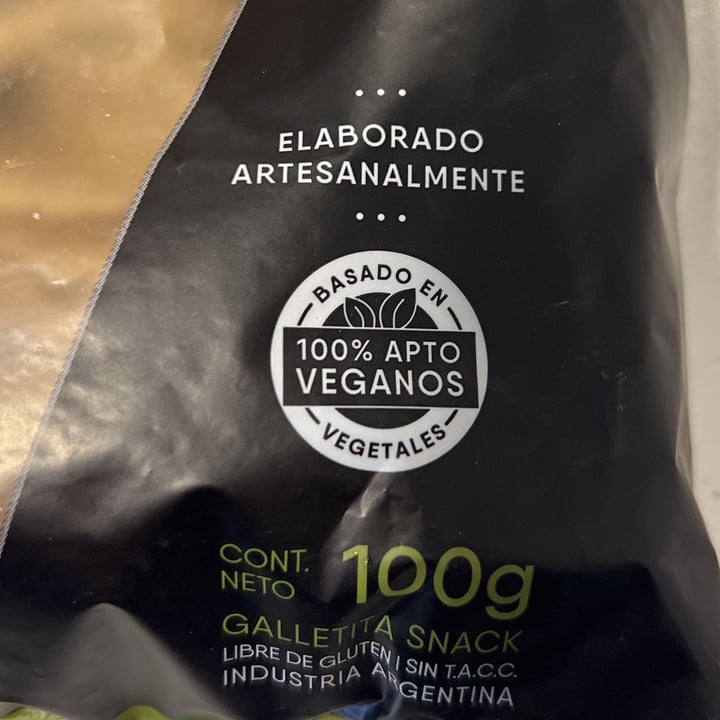 ELABORADO
ARTESANALMENTE
BASADO EN
100% APTO
VEGANOS
VEGETALES
CONT. NETO 100g
GALLETITA SNACK
LIBRE DE GLUTEN | SIN T.A.C.C.
INDUSTRIA ARGENTINA